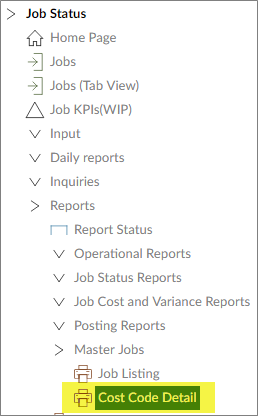 Job Status
Home Page
Jobs
Jobs (Tab View)
Job KPIs(WIP)
Input
Daily reports
Inquiries
Reports
Report Status
Operational Reports
Job Status Reports
Job Cost and Variance Reports
Posting Reports
Master Jobs
Job Listing
Cost Code Detail